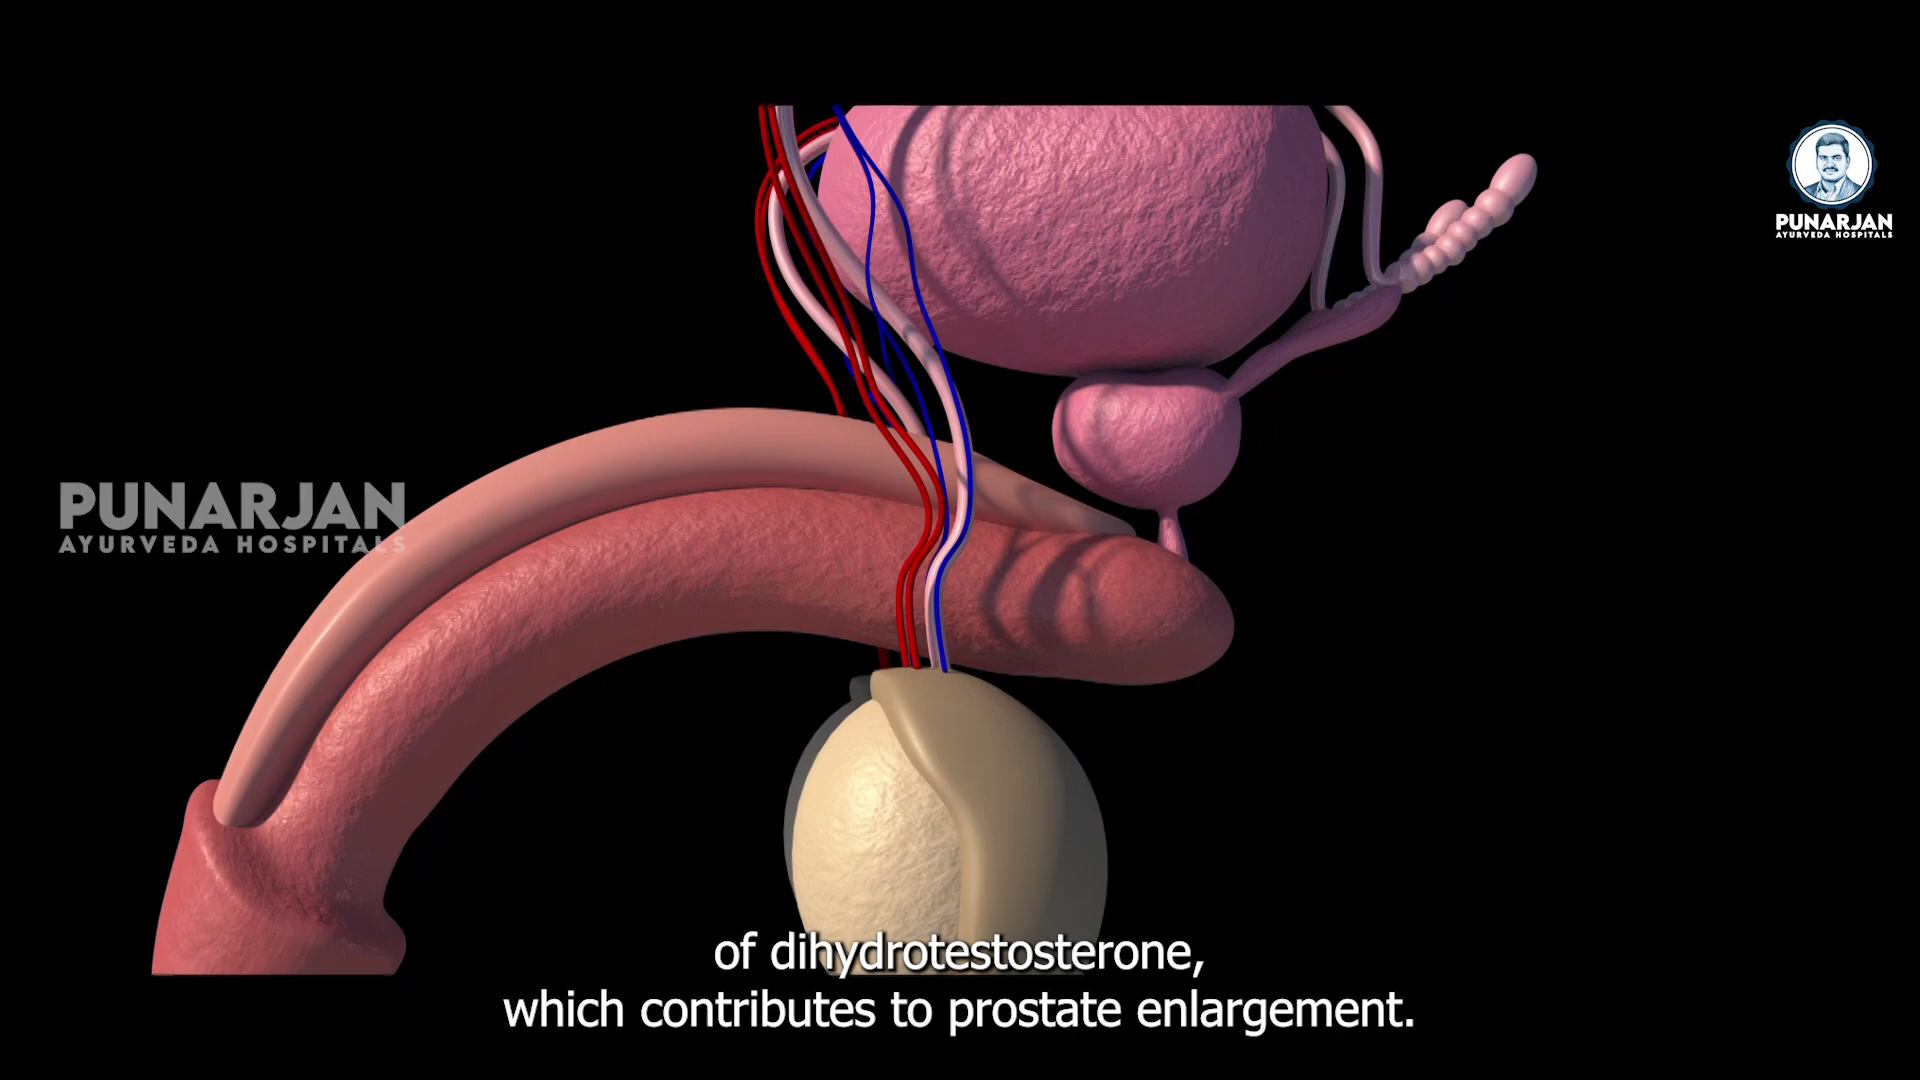 PUNARJAN
AYURVEDA HOSPITALS
PUNARJAN
AYURVEDA HOSPITALS
of dihydrotestosterone,
which contributes to prostate enlargement.